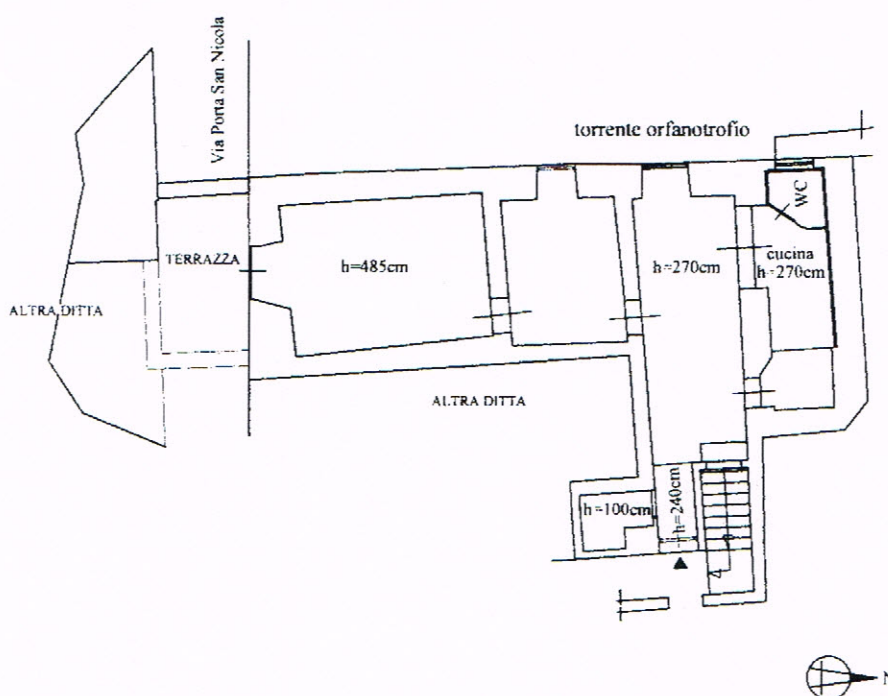 Via Porta San Nicola
torrente orfanotrofio
WC
TERRAZZA
h=485cm
h=270cm
cucina
h=270cm
ALTRA DITTA
ALTRA DITTA
h=100cm
h=240cm
N